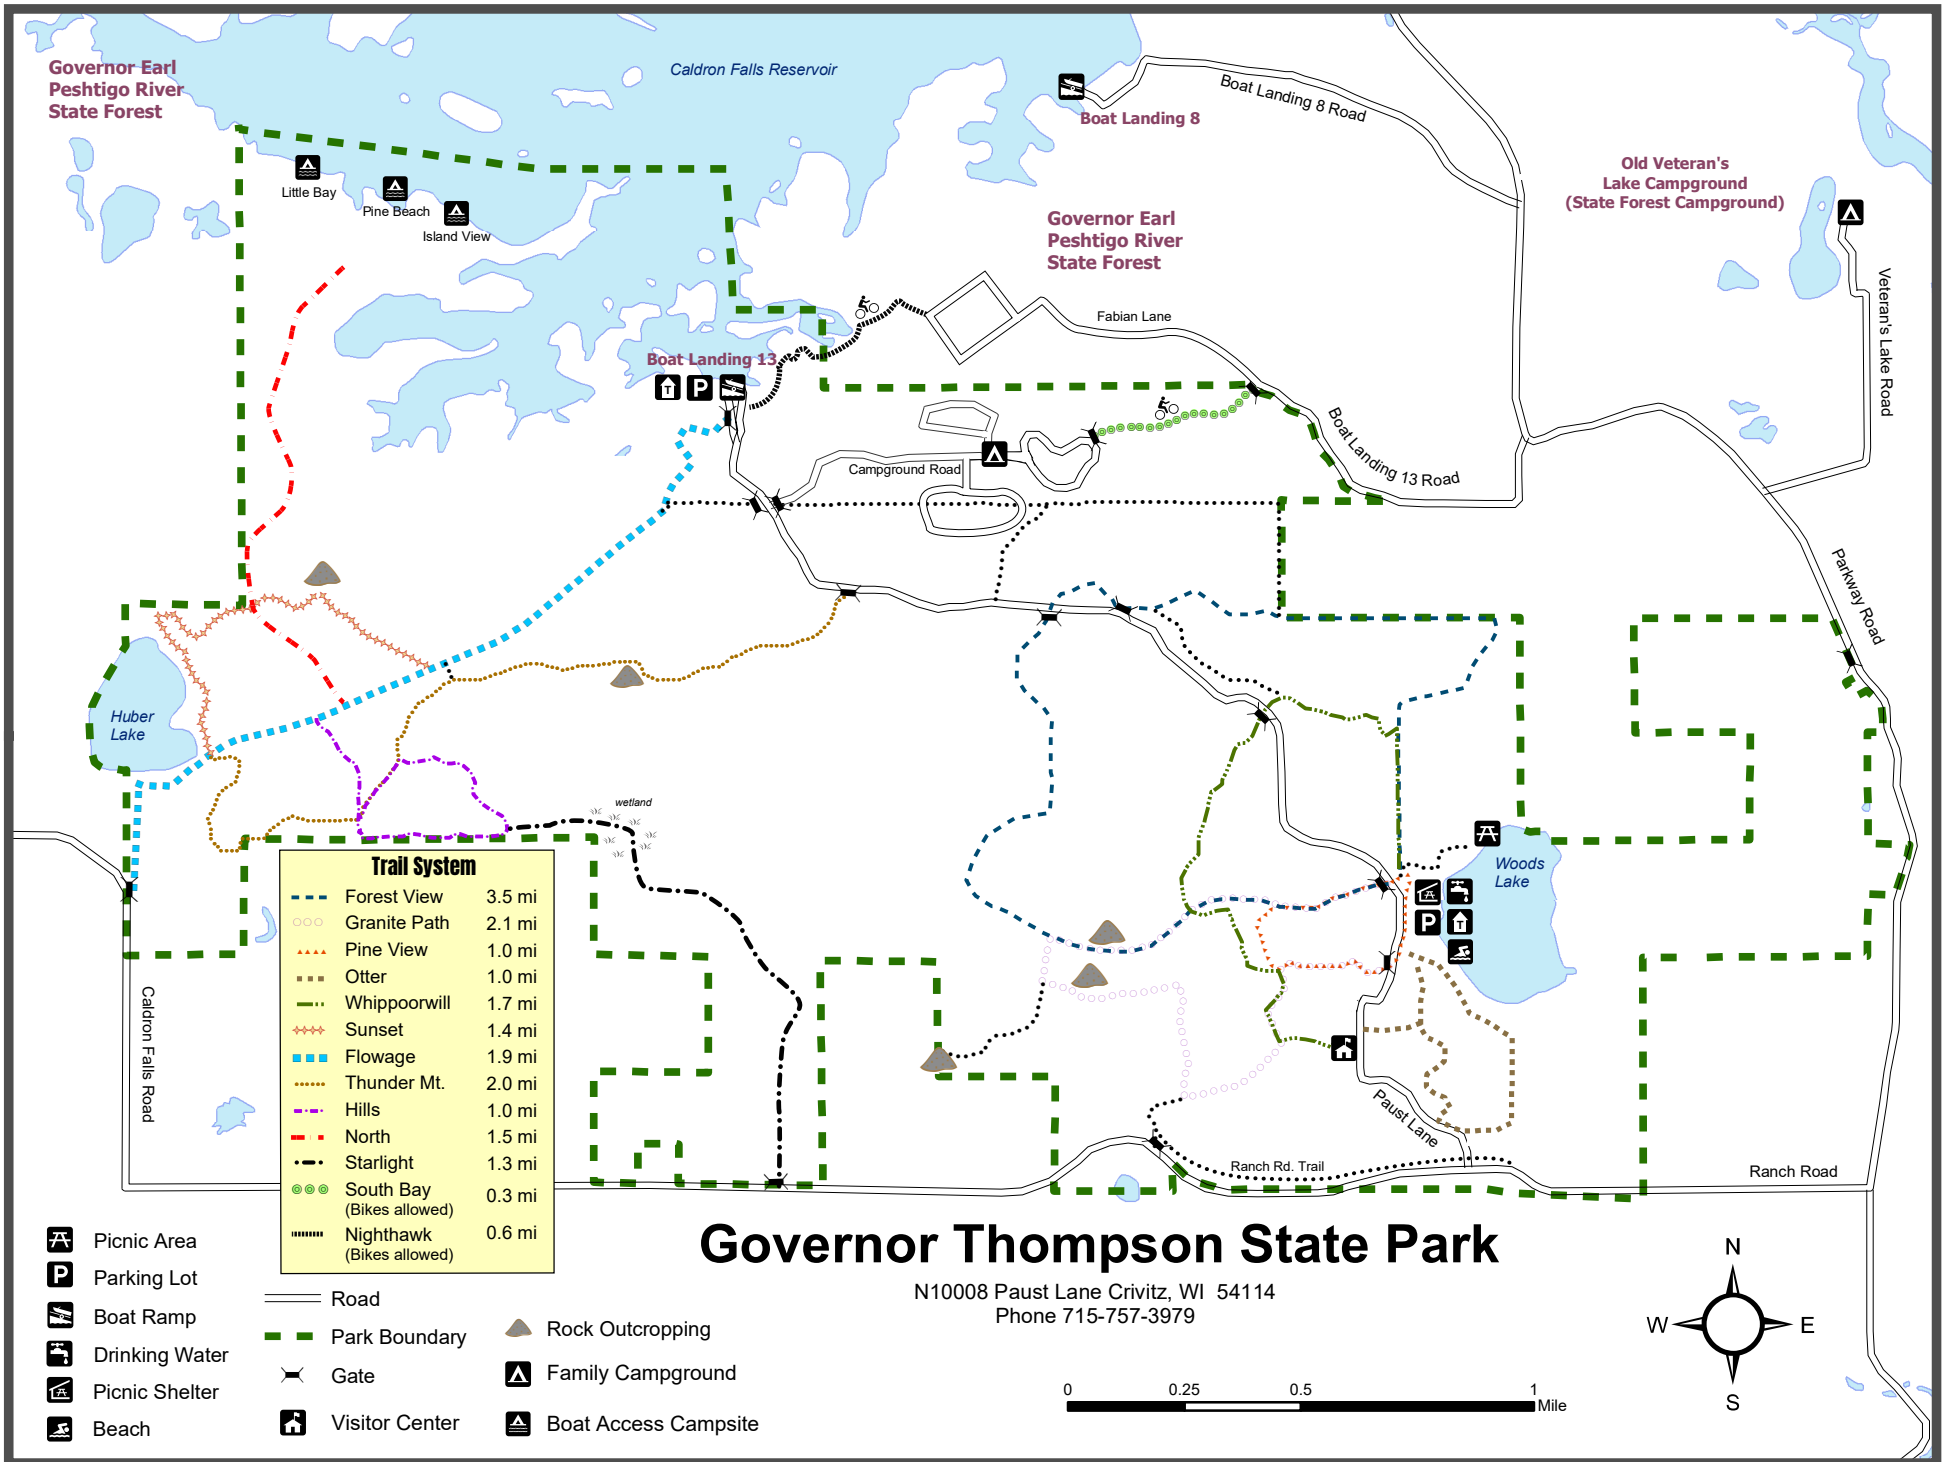 Governor Earl
Peshtigo River
State Forest
Caldron Falls Reservoir
Boat Landing 8 Road
Boat Landing 8
Old Veteran's
Lake Campground
(State Forest Campground)
Little Bay
Pine Beach
Island View
Governor Earl
Peshtigo River
State Forest
Veteran's Lake Road
Fabian Lane
Boat Landing 13
T
P
Boat Landing 13 Road
Campground Road
Parkway Road
Huber
Lake
wetland
Woods
Lake
P
T
Trail System
Forest View 3.5 mi
Granite Path 2.1 mi
Pine View 1.0 mi
Otter 1.0 mi
Whippoorwill 1.7 mi
Sunset 1.4 mi
Flowage 1.9 mi
Thunder Mt. 2.0 mi
Hills 1.0 mi
North 1.5 mi
Starlight 1.3 mi
South Bay 0.3 mi
(Bikes allowed)
Nighthawk 0.6 mi
(Bikes allowed)
Caldron Falls Road
Paust Lane
Ranch Rd. Trail
Ranch Road
Governor Thompson State Park
N10008 Paust Lane Crivitz, WI 54114
Phone 715-757-3979
Picnic Area
P Parking Lot
Boat Ramp
Drinking Water
Picnic Shelter
Beach
Road
Park Boundary
Gate
Visitor Center
Rock Outcropping
Family Campground
Boat Access Campsite
0 0.25 0.5 1
Mile
N
W E
S